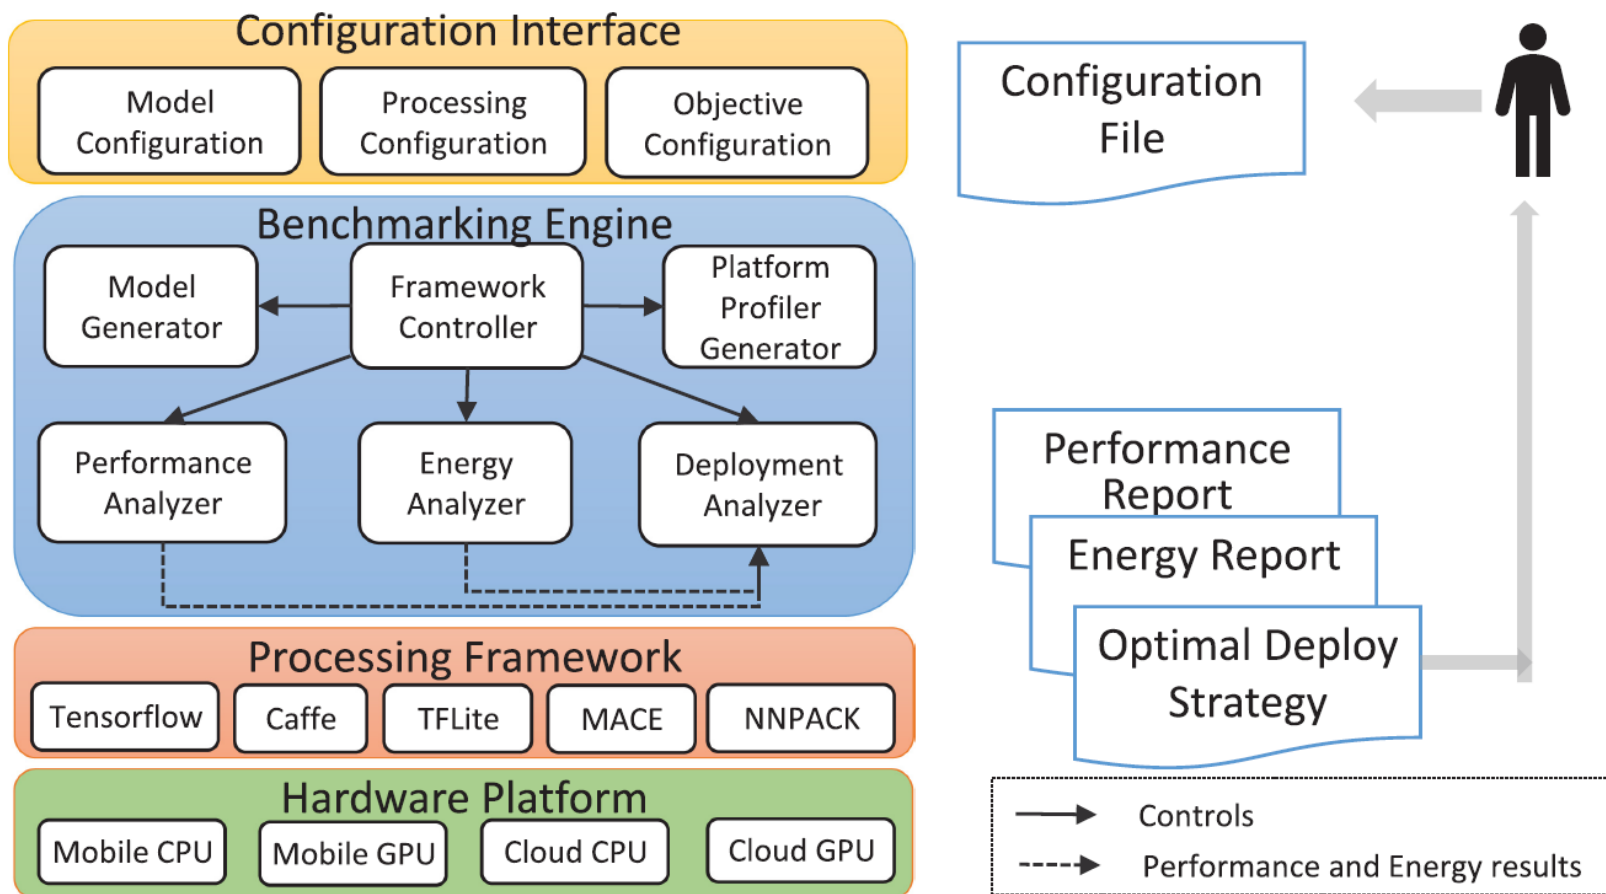 Configuration Interface
Model
Configuration
Processing
Configuration
Objective
Configuration
Benchmarking Engine
Model
Generator
Framework
Controller
Platform
Profiler
Generator
Performance
Analyzer
Energy
Analyzer
Deployment
Analyzer
Processing Framework
Tensorflow
Caffe
TFLite
MACE
NNPACK
Hardware Platform
Mobile CPU
Mobile GPU
Cloud CPU
Cloud GPU
Configuration
File
Performance
Report
Energy Report
Optimal Deploy
Strategy
Controls
Performance and Energy results